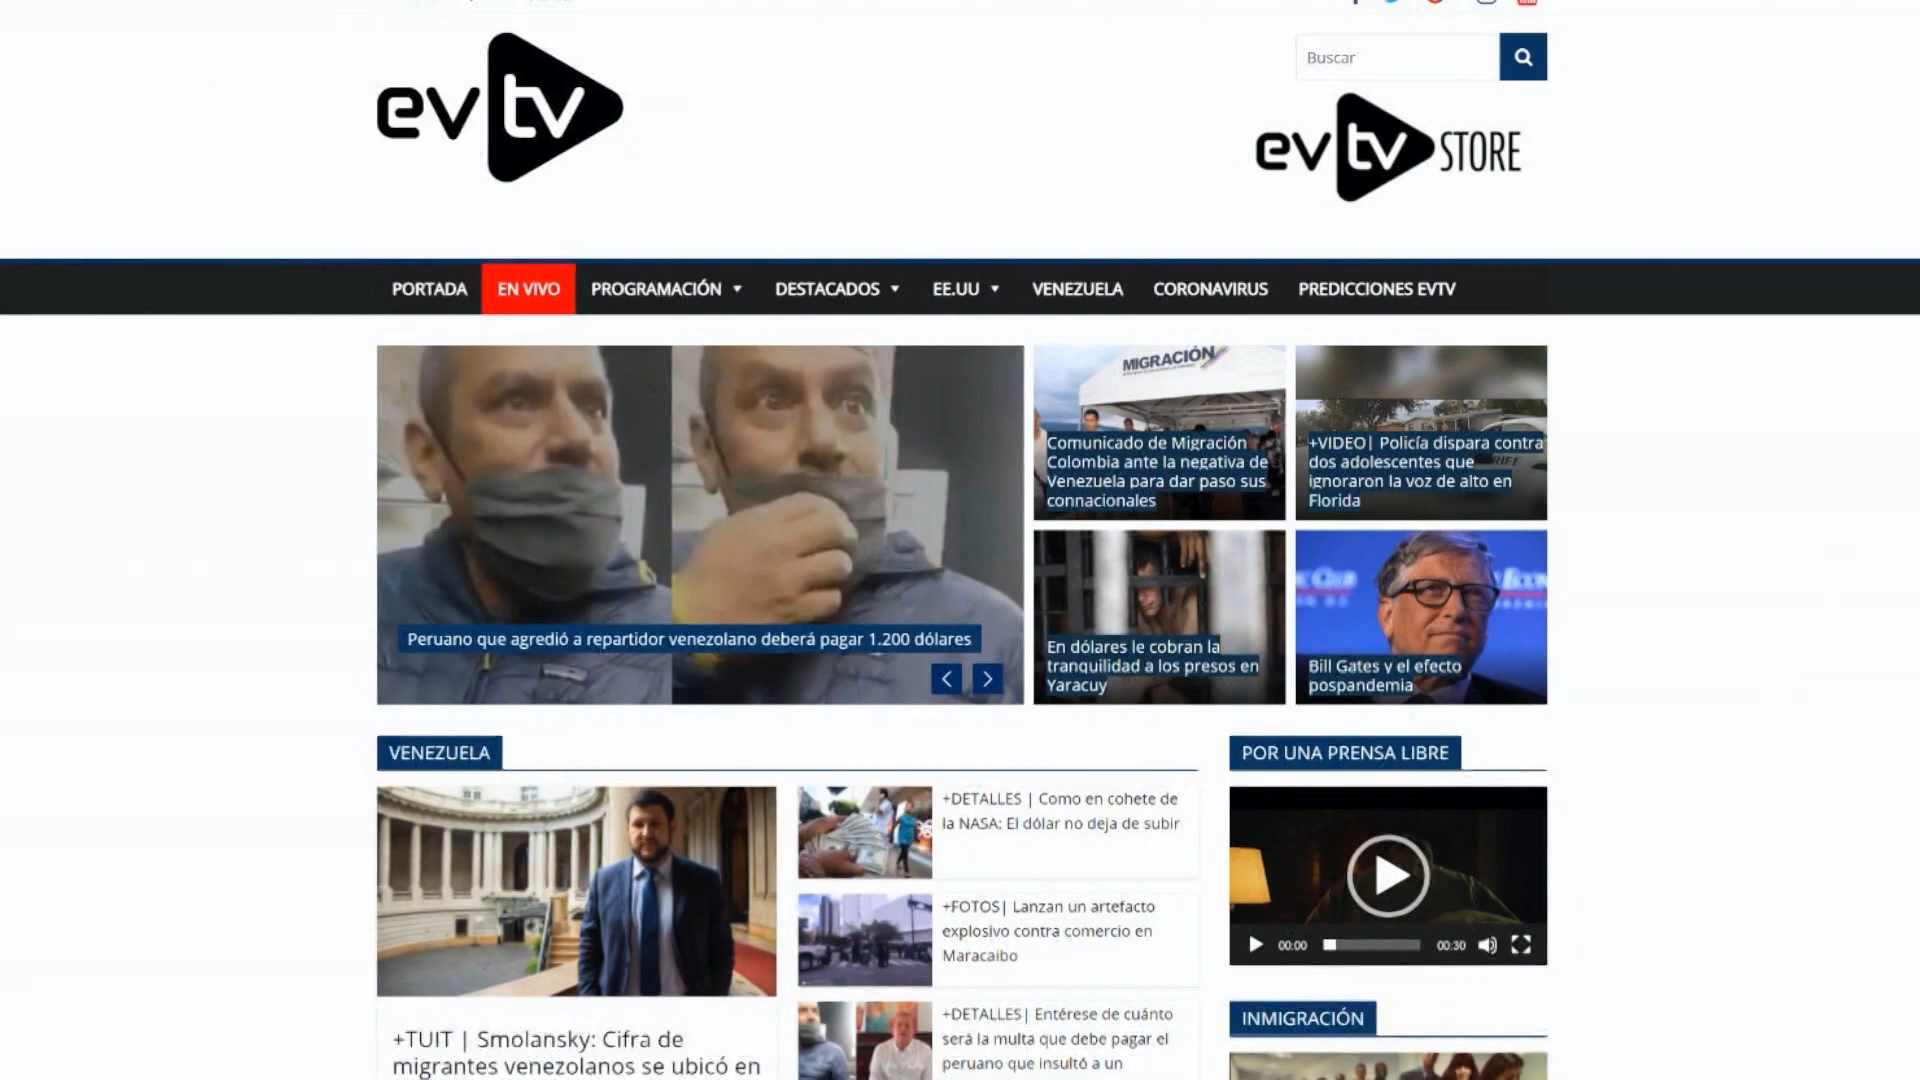 evtv
Buscar
evtv STORE
PORTADA EN VIVO PROGRAMACIÓN DESTACADOS EE.UU VENEZUELA CORONAVIRUS PREDICCIONES EVTV
Peruano que agredió a repartidor venezolano deberá pagar 1.200 dólares
MIGRACIÓN
Comunicado de Migración
Colombia ante la negativa de
Venezuela para dar paso sus
connacionales
+VIDEO| Policía dispara contra
dos adolescentes que
ignoraron la voz de alto en
Florida
En dólares le cobran la
tranquilidad a los presos en
Yaracuy
Bill Gates y el efecto
pospandemia
VENEZUELA
+TUIT | Smolansky: Cifra de
migrantes venezolanos se ubicó en
+DETALLES | Como en cohete de
la NASA: El dólar no deja de subir
+FOTOS| Lanzan un artefacto
explosivo contra comercio en
Maracaibo
+DETALLES| Entérese de cuánto
será la multa que debe pagar el
peruano que insultó a un
POR UNA PRENSA LIBRE
00:00 00:30
INMIGRACIÓN